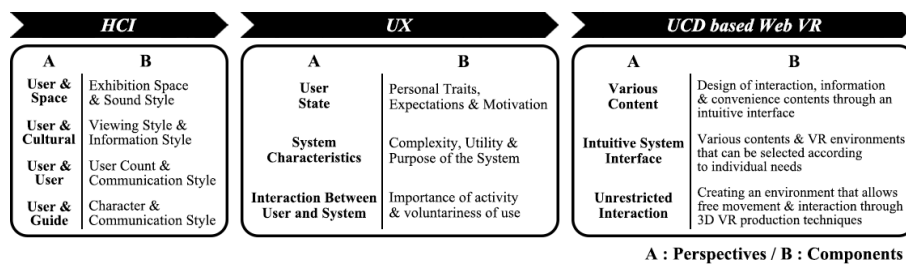 HCI
A B
User & Space Exhibition Space & Sound Style
User & Cultural Viewing Style & Information Style
User & User User Count & Communication Style
User & Guide Character & Communication Style
UX
A B
User State Personal Traits, Expectations & Motivation
System Characteristics Complexity, Utility & Purpose of the System
Interaction Between User and System Importance of activity & voluntariness of use
UCD based Web VR
A B
Various Content Design of interaction, information & convenience contents through an intuitive interface
Intuitive System Interface Various contents & VR environments that can be selected according to individual needs
Unrestricted Interaction Creating an environment that allows free movement & interaction through 3D VR production techniques
A : Perspectives / B : Components